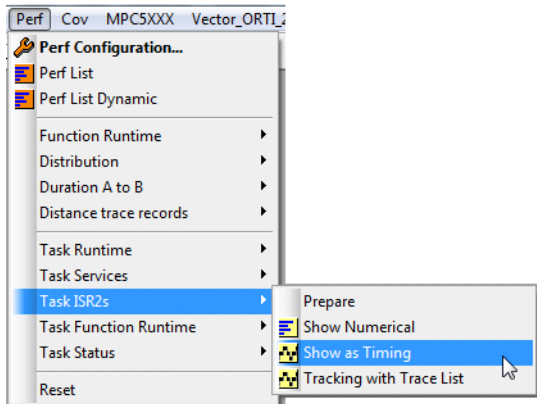 Perf Cov MPC5XXX Vector_ORTI_
Perf Configuration...
Perf List
Perf List Dynamic
Function Runtime
Distribution
Duration A to B
Distance trace records
Task Runtime
Task Services
Task ISR2s
Prepare
Task Function Runtime
Show Numerical
Task Status
Show as Timing
Reset
Tracking with Trace List